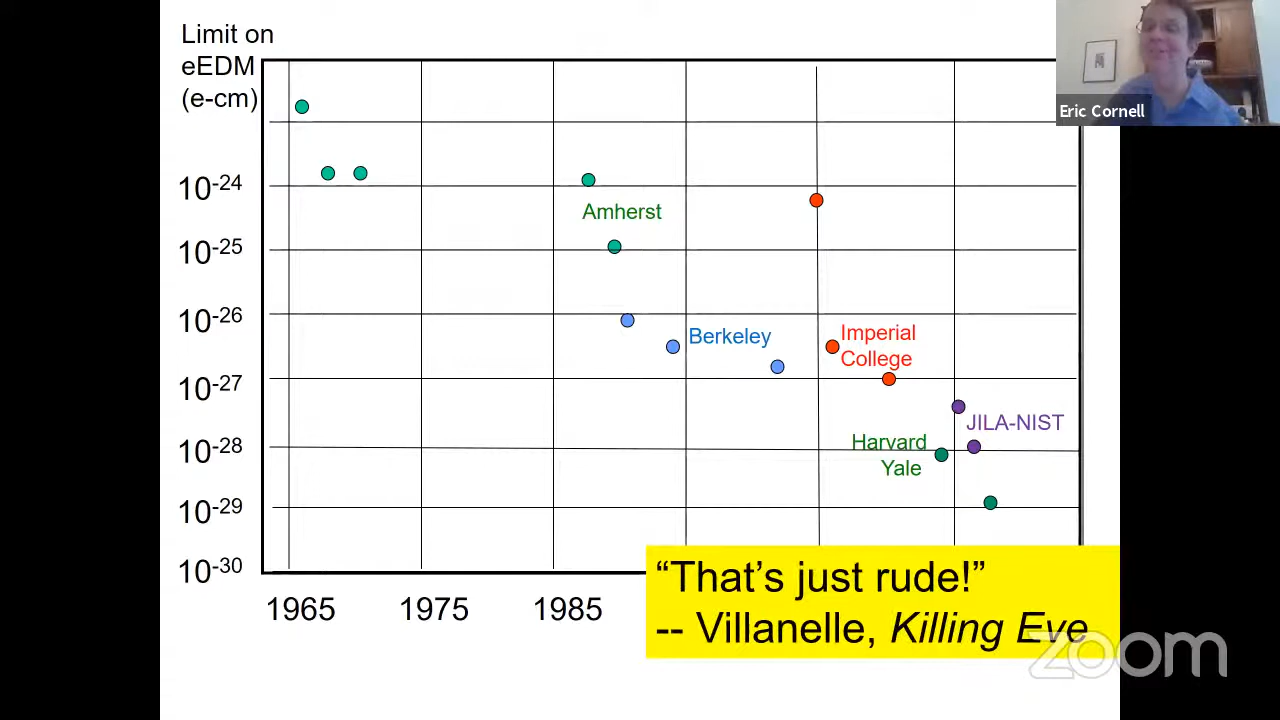 Limit on
eEDM
(e-cm)
Eric Cornell
10-24
Amherst
10-25
10-26
Berkeley
Imperial
College
10-27
JILA-NIST
Harvard
10-28
Yale
10-29
10-30
1965
1975
1985
“That’s just rude!”
-- Villanelle, Killing Eve
zoom